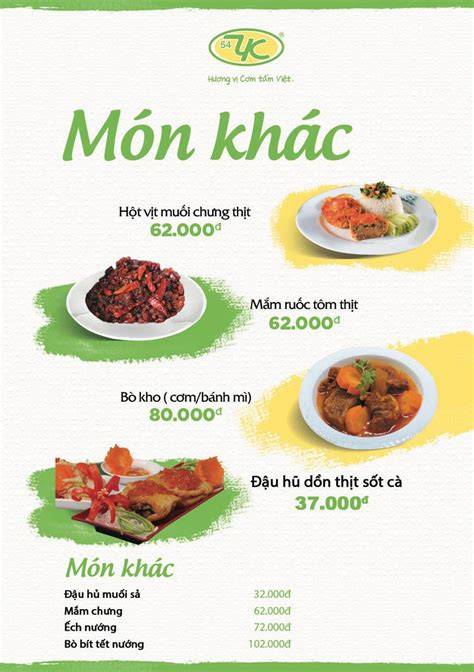 54 YC ®
Hương vị Cơm tấm Việt.
Món khác
Hột vịt muối chưng thịt
62.000đ
Mắm ruốc tôm thịt
62.000đ
Bò kho ( cơm/bánh mì)
80.000đ
Đậu hũ dồn thịt sốt cà
37.000đ
Món khác
Đậu hủ muối sả 32.000đ
Mắm chưng 62.000đ
Ếch nướng 72.000đ
Bò bít tết nướng 102.000đ